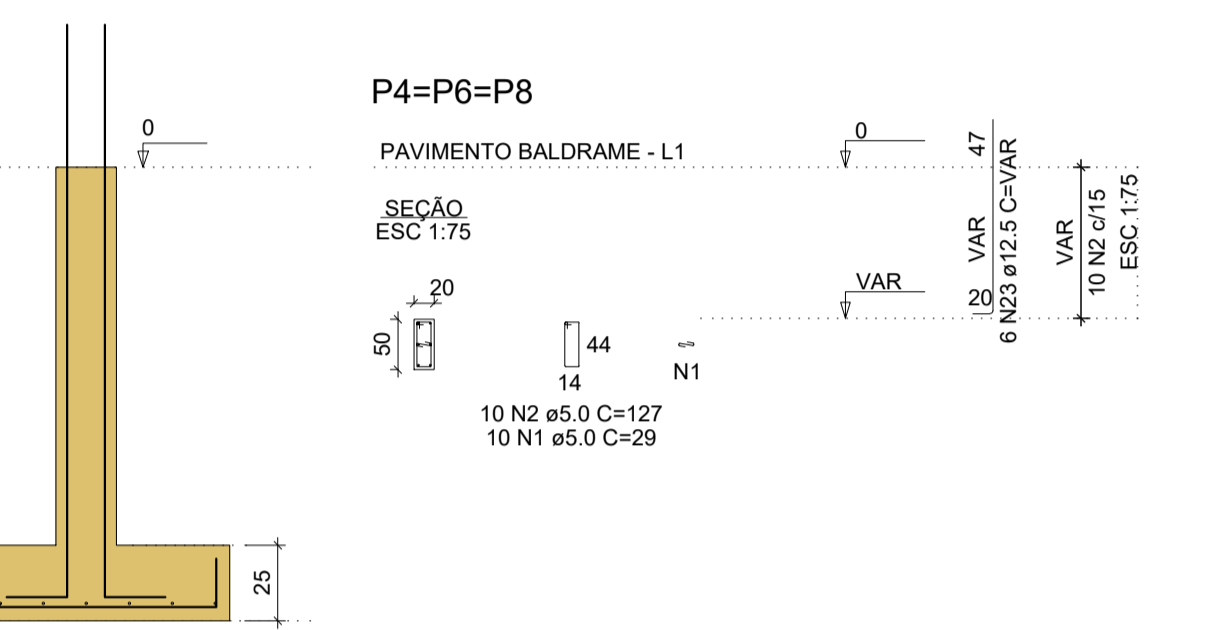 P4=P6=P8
0
PAVIMENTO BALDRAME - L1
0
SEÇÃO
ESC 1:75
20
50
44
14
N1
10 N2 ø5.0 C=127
10 N1 ø5.0 C=29
VAR
47
VAR
20
6 N23 ø12.5 C=VAR
VAR
10 N2 c/15
ESC 1:75
25